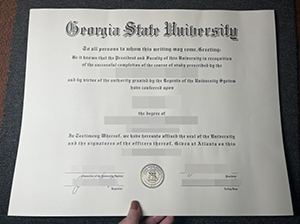 Georgia State University
To all persons to whom this writing may come, Greeting:
Be it known that the President and Faculty of this University in recognition
of the successful completion of the course of study prescribed by the
and by virtue of the authority granted by the Regents of the University System
have conferred upon
the degree of
In Testimony Whereof, we have hereunto affixed the seal of the University
and the signatures of the officers thereof. Given at Atlanta on this